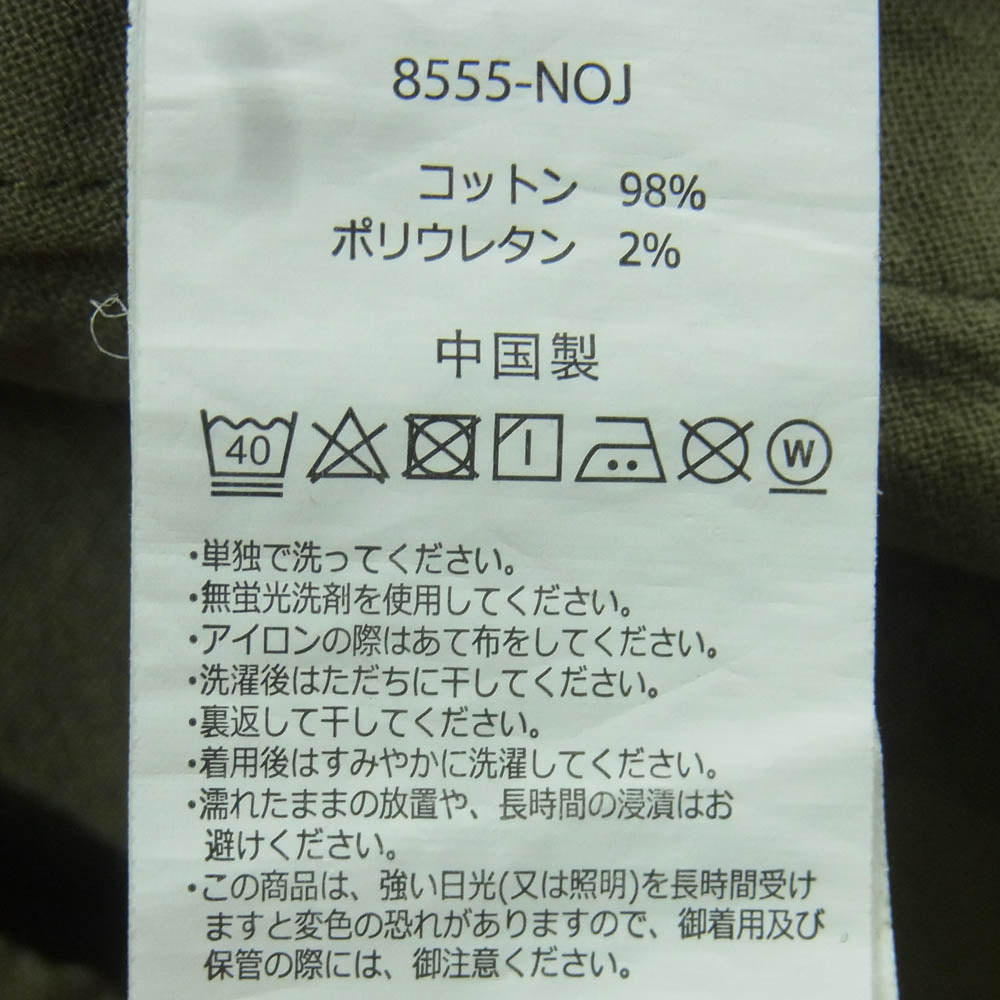 8555-NOJ
コットン 98%
ポリウレタン 2%
中国製
40 W
・単独で洗ってください。
・無蛍光洗剤を使用してください。
・アイロンの際はあて布をしてください。
・洗濯後はただちに干してください。
・裏返して干してください。
・着用後はすみやかに洗濯してください。
・濡れたままの放置や、長時間の浸漬はお
避けください。
・この商品は、強い日光(又は照明)を長時間受け
ますと変色の恐れがありますので、御着用及び
保管の際には、御注意ください。